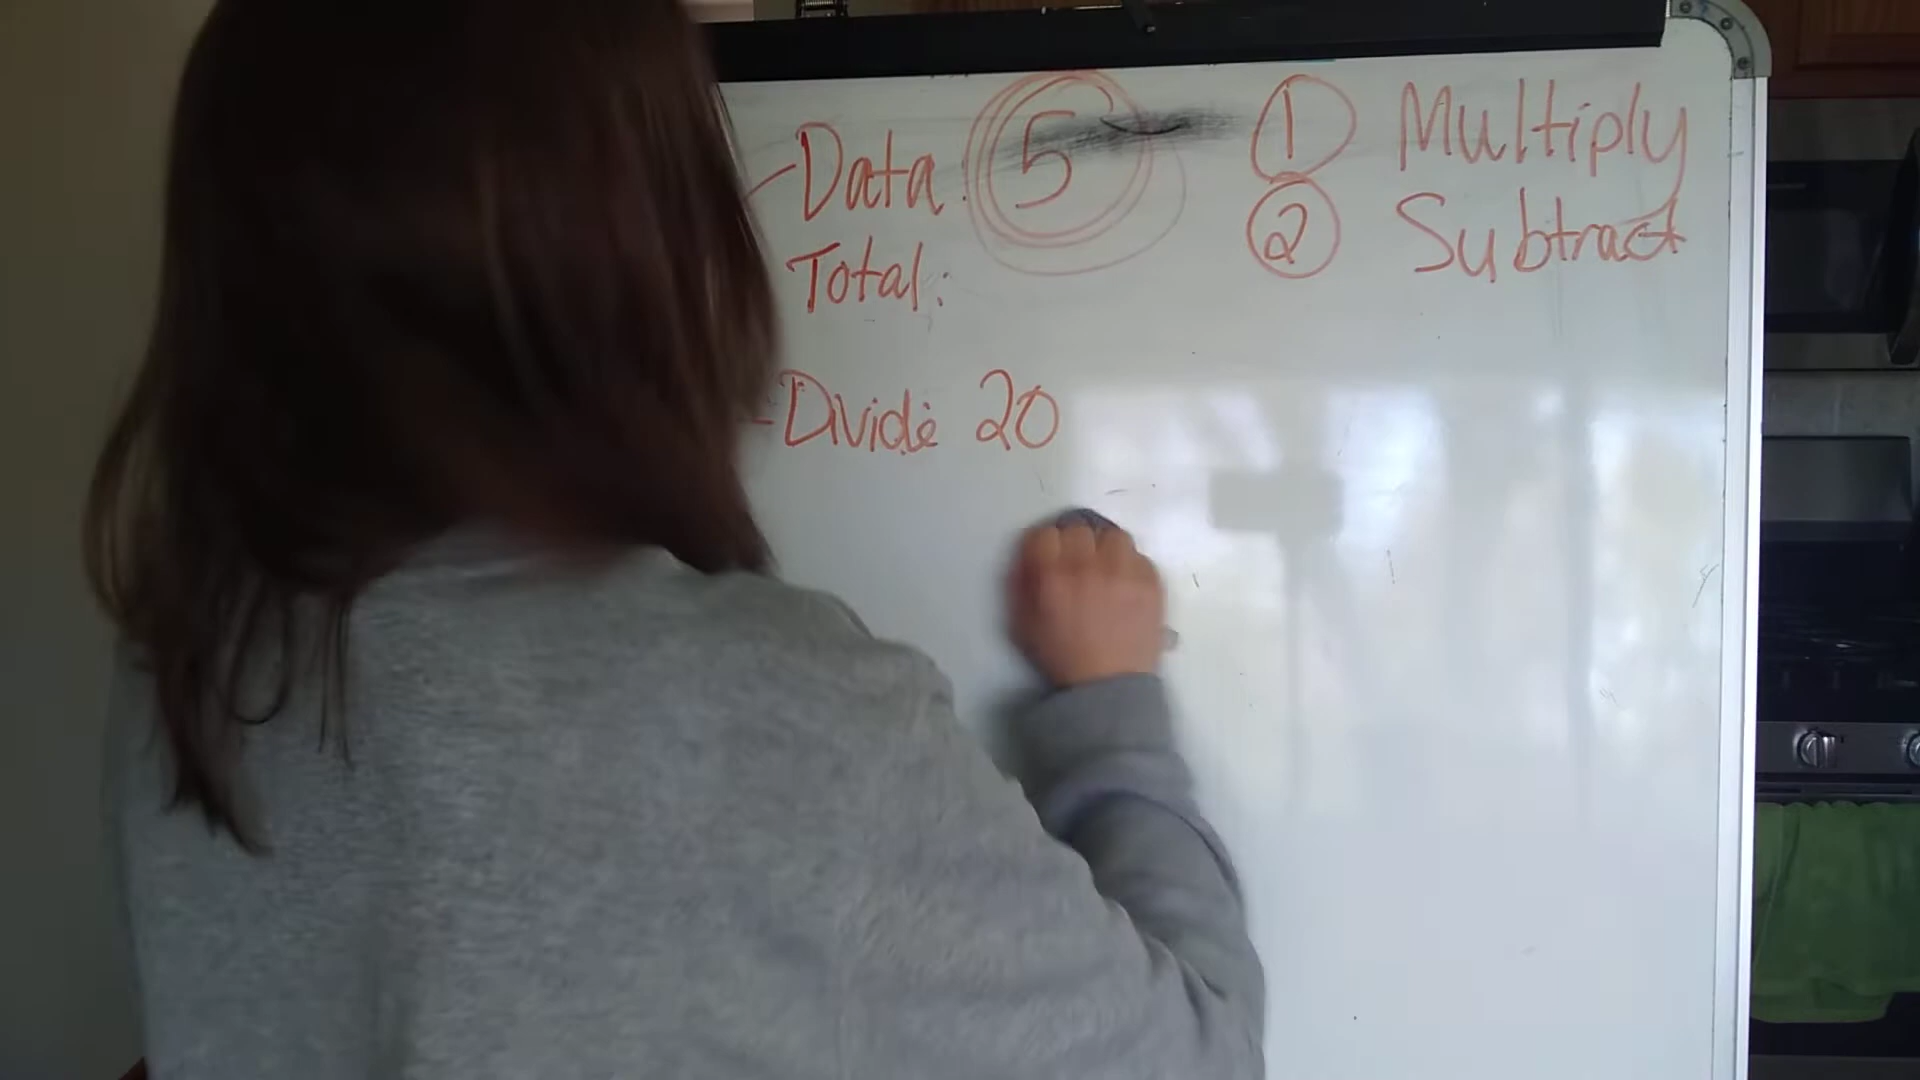 Data: 5
Total:
Divide 20
① Multiply
② Subtract